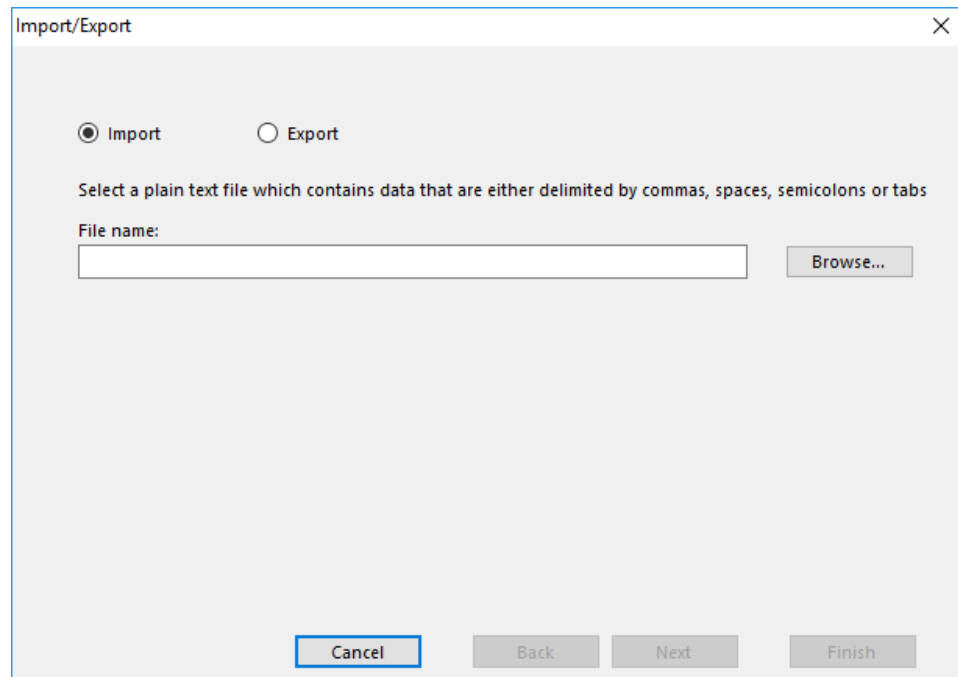 Import/Export
Import Export
Select a plain text file which contains data that are either delimited by commas, spaces, semicolons or tabs
File name:
Browse...
Cancel Back Next Finish